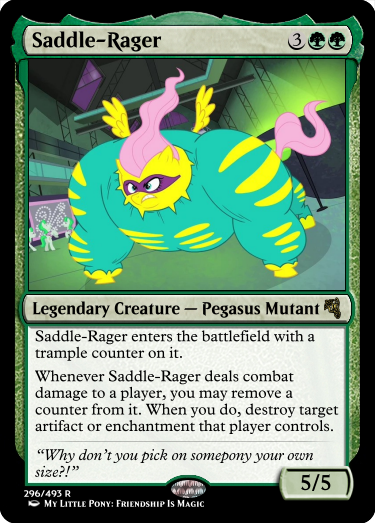 Saddle-Rager 3
Legendary Creature — Pegasus Mutant
Saddle-Rager enters the battlefield with a
trample counter on it.
Whenever Saddle-Rager deals combat
damage to a player, you may remove a
counter from it. When you do, destroy target
artifact or enchantment that player controls.
“Why don’t you pick on somepony your own
size?!”
5/5
296/493 R
My Little Pony: Friendship Is Magic